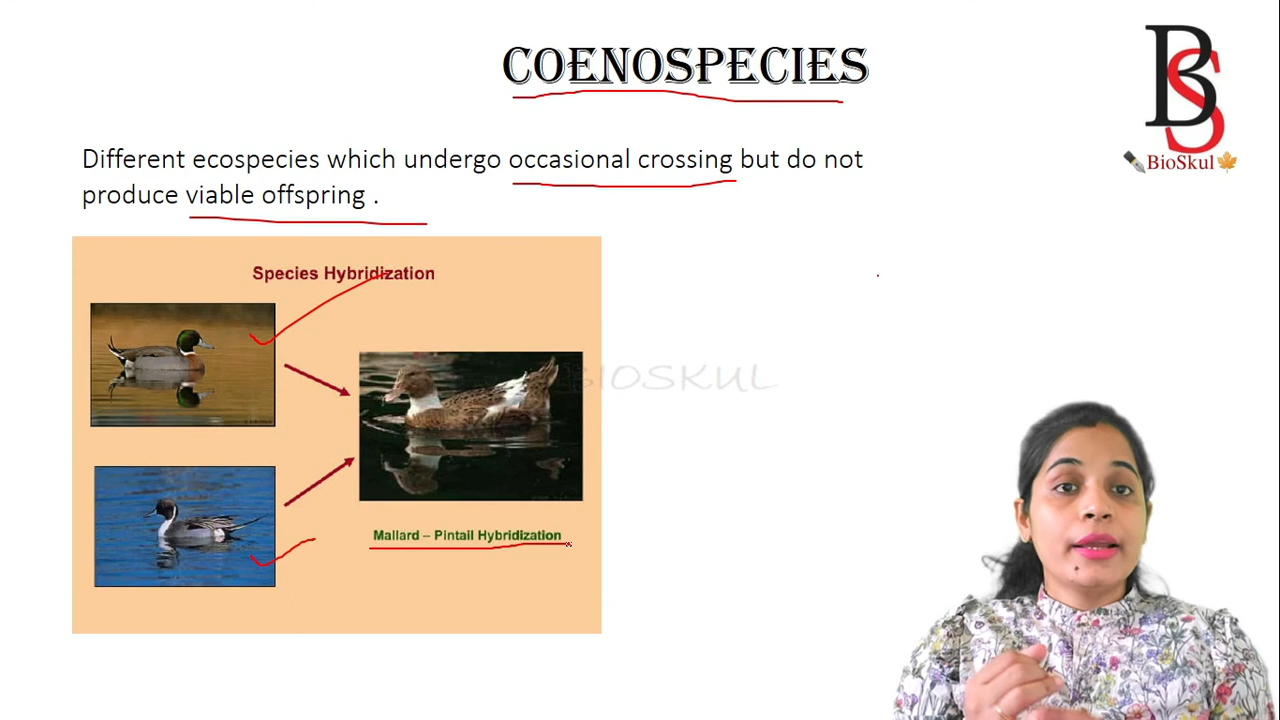 COENOSPECIES
BS
BioSkul
Different ecospecies which undergo occasional crossing but do not
produce viable offspring .
Species Hybridization
BIOSKUL
Mallard – Pintail Hybridization